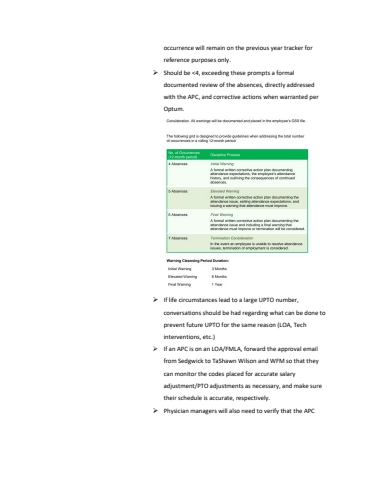 occurrence will remain on the previous year tracker for
reference purposes only.
➤ Should be <4, exceeding these prompts a formal
documented review of the absences, directly addressed
with the APC, and corrective actions when warranted per
Optum.
Consideration: All warnings will be documented and placed in the employee's GSD file.
The following grid is designed to provide guidelines when addressing the total number
of occurrences in a rolling 12-month period:
No. of Occurrences Discipline Process
(12-month period)
4 Absences Initial Warning
A formal written corrective action plan documenting
attendance expectations, the employee's attendance
history, and outlining the consequences of continued
absences.
5 Absences Elevated Warning
A formal written corrective action plan documenting the
attendance issue, setting attendance expectations, and
issuing a warning that attendance must improve.
6 Absences Final Warning
A formal written corrective action plan documenting the
attendance issue and including a final warning that
attendance must improve or termination will be considered.
7 Absences Termination Consideration
In the event an employee is unable to resolve attendance
issues, termination of employment is considered.
Warning Cleansing Period Duration:
Initial Warning 3 Months
Elevated Warning 6 Months
Final Warning 1 Year
➤ If life circumstances lead to a large UPTO number,
conversations should be had regarding what can be done to
prevent future UPTO for the same reason (LOA, Tech
interventions, etc.)
➤ If an APC is on an LOA/FMLA, forward the approval email
from Sedgwick to TaShawn Wilson and WFM so that they
can monitor the codes placed for accurate salary
adjustment/PTO adjustments as necessary, and make sure
their schedule is accurate, respectively.
➤ Physician managers will also need to verify that the APC